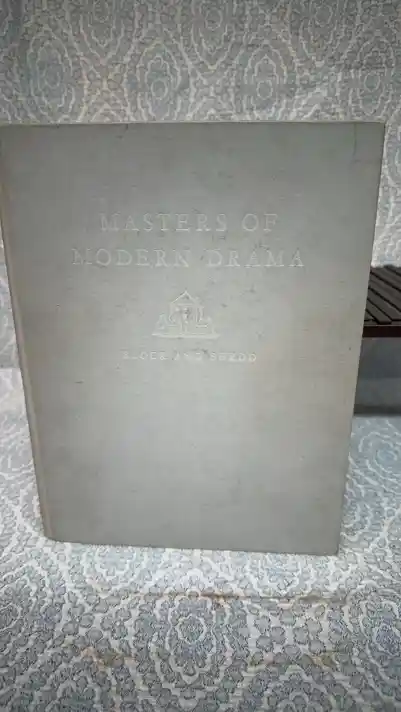 MASTERS OF
MODERN DRAMA
BLOCK AND SHEDD